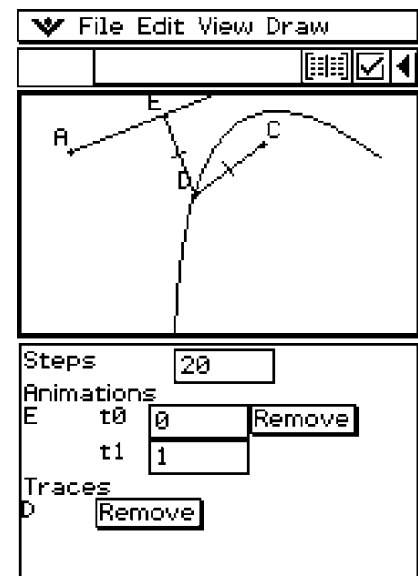 File Edit View Draw
E
A
C
D
Steps 20
Animations
E t0 0 Remove
t1 1
Traces
D Remove